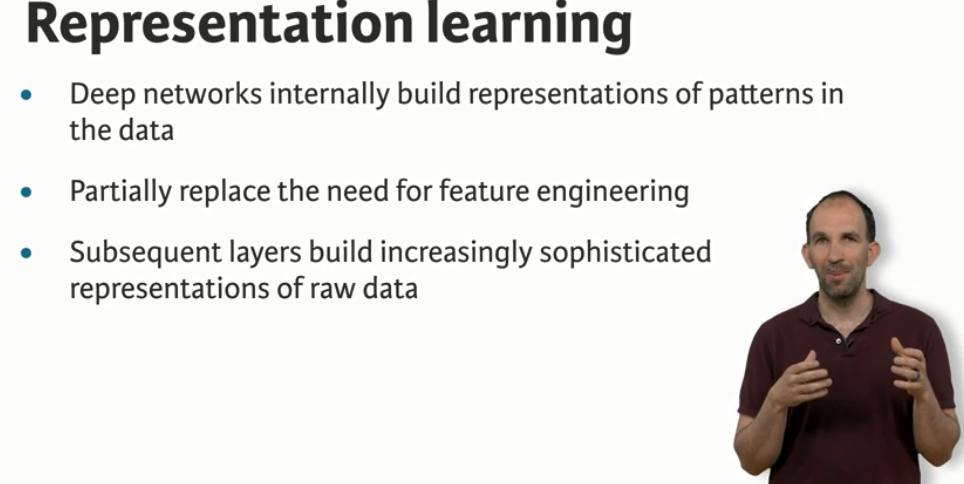 Representation learning
• Deep networks internally build representations of patterns in
the data
• Partially replace the need for feature engineering
• Subsequent layers build increasingly sophisticated
representations of raw data